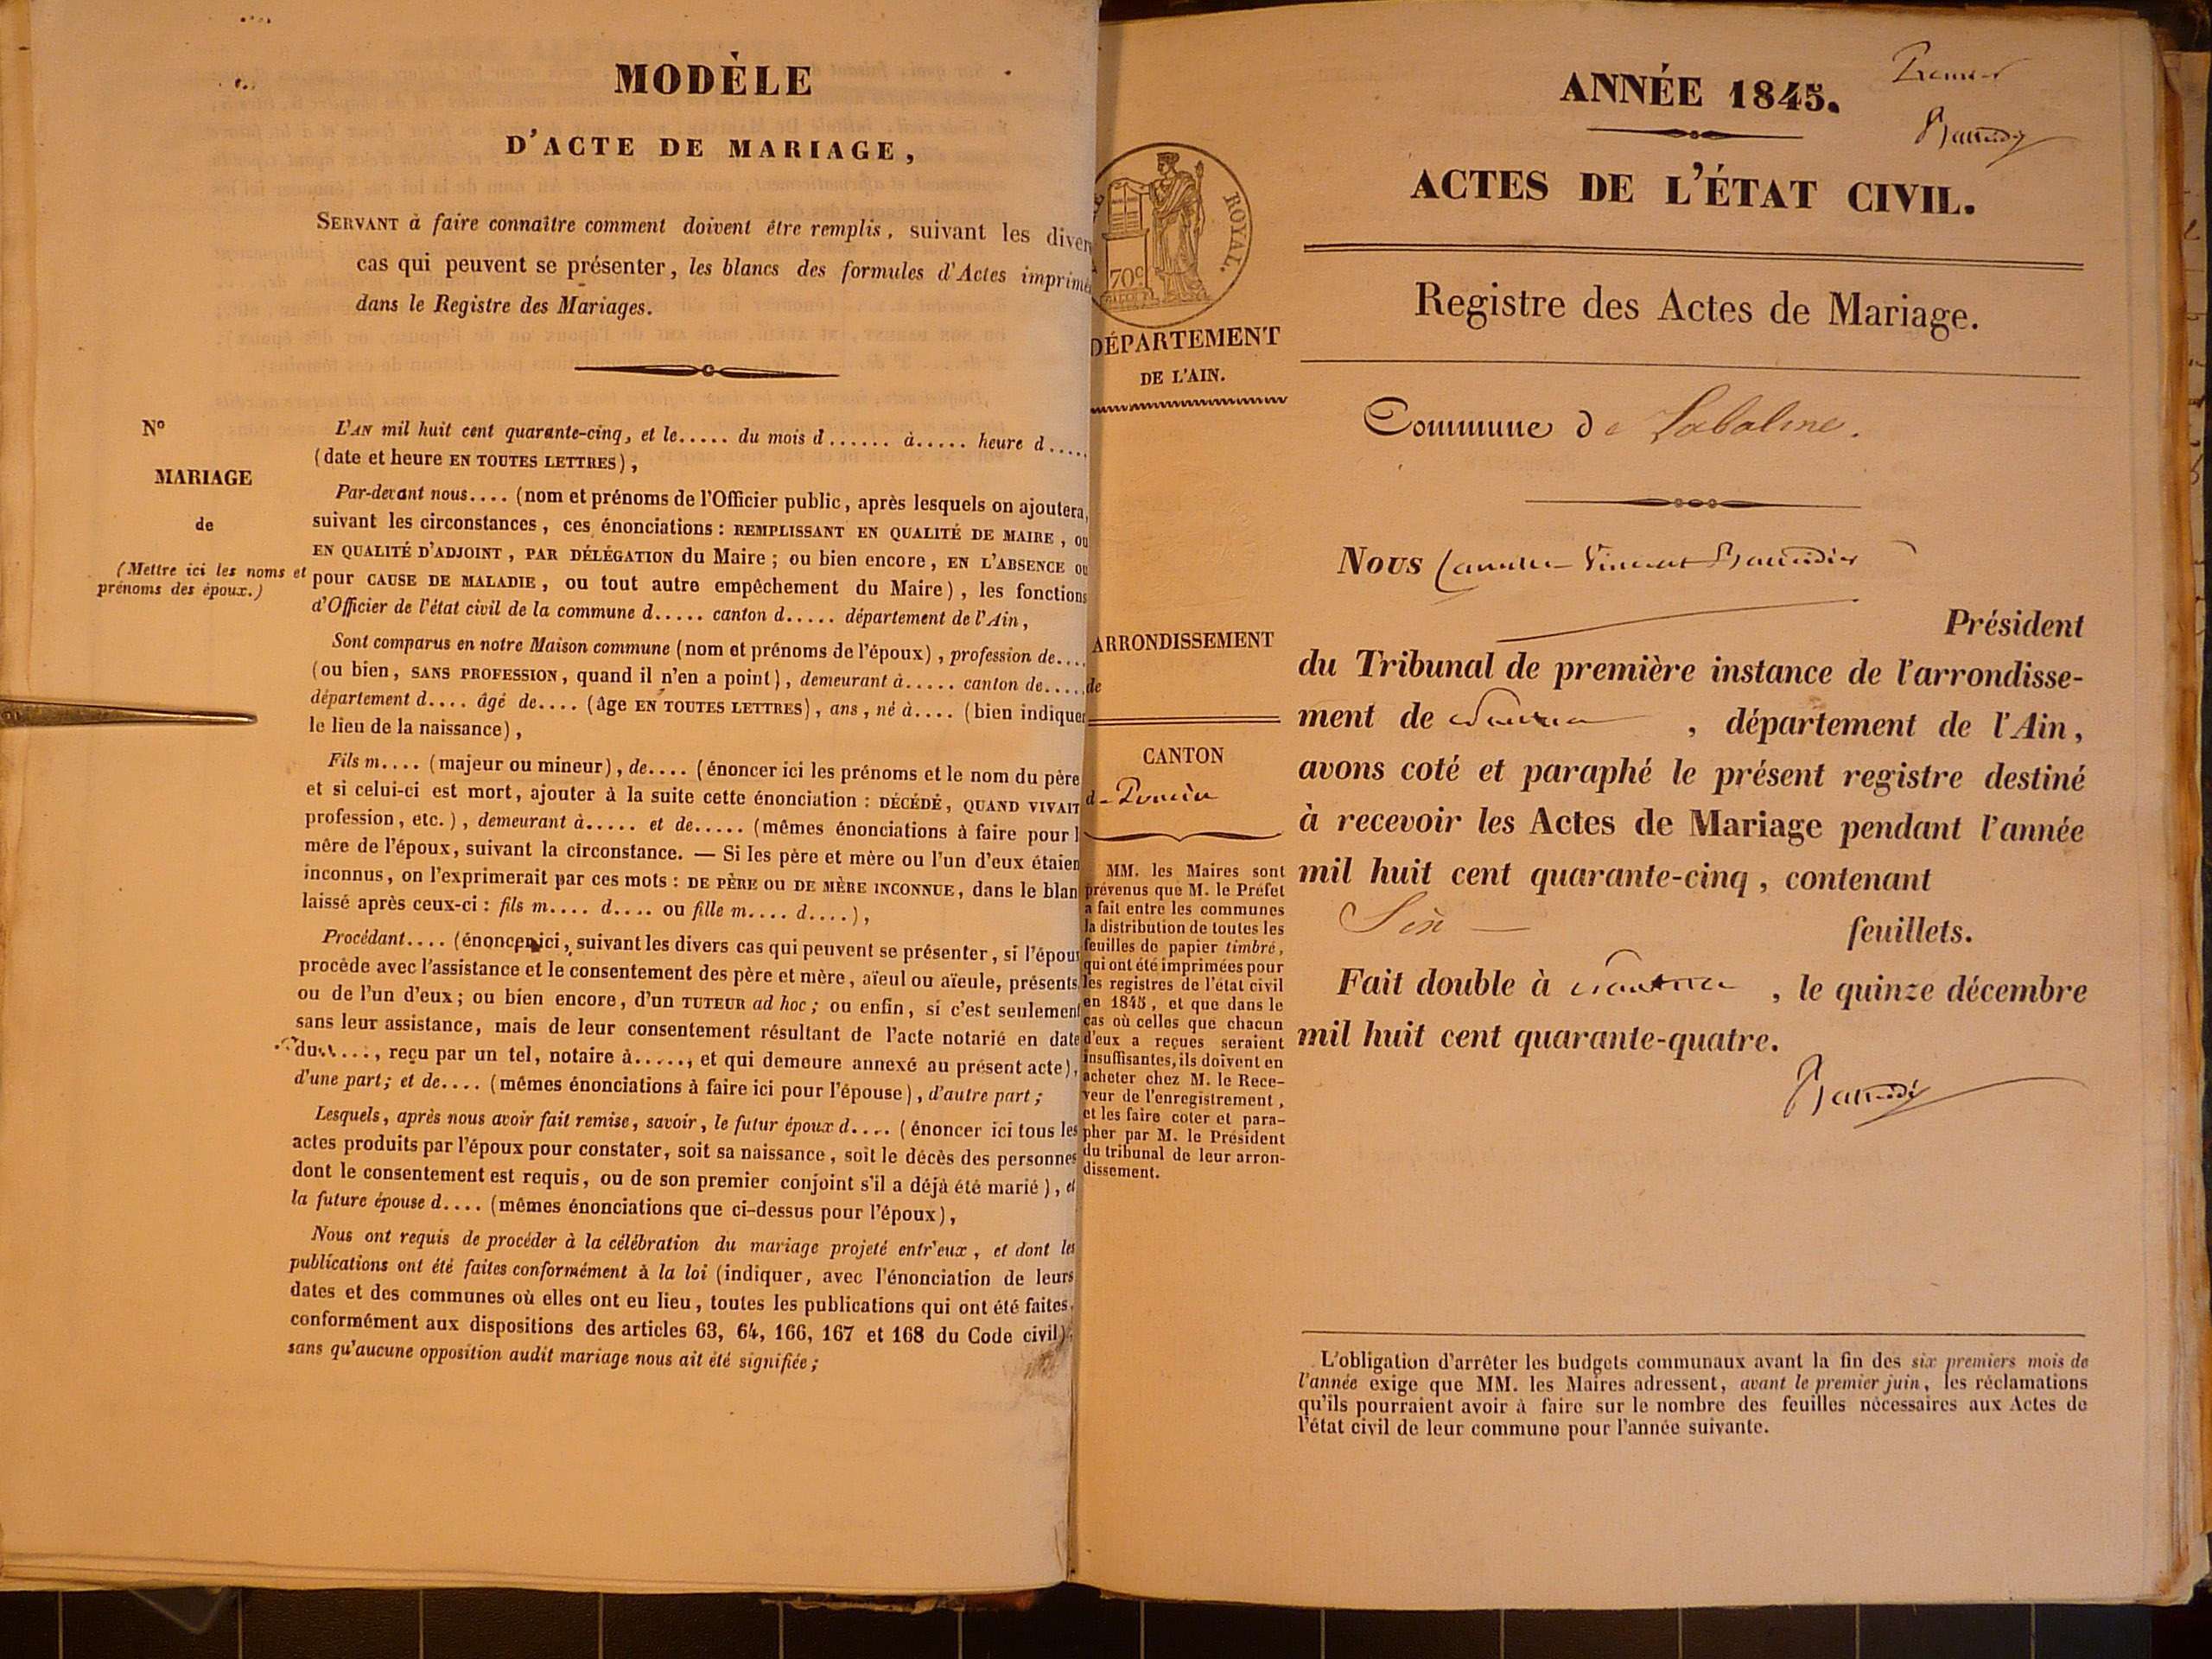 MODÈLE
D'ACTE DE MARIAGE,
SERVANT à faire connaître comment doivent être remplis, suivant les diver
cas qui peuvent se présenter, les blancs des formules d'Actes imprimé
dans le Registre des Mariages.
N°
MARIAGE
de
(Mettre ici les noms et
prénoms des époux.)
L'AN mil huit cent quarante-cinq, et le..... du mois d...... à..... heure d.....
(date et heure EN TOUTES LETTRES),
Par-devant nous.... (nom et prénoms de l'Officier public, après lesquels on ajoutera,
suivant les circonstances, ces énonciations : REMPLISSANT EN QUALITÉ DE MAIRE, ou
EN QUALITÉ D'ADJOINT, PAR DÉLÉGATION du Maire ; ou bien encore, EN L'ABSENCE ou
pour CAUSE DE MALADIE, ou tout autre empêchement du Maire), les fonctions
d'Officier de l'état civil de la commune d..... canton d..... département de l'Ain,
Sont comparus en notre Maison commune (nom et prénoms de l'époux), profession de....
(ou bien, SANS PROFESSION, quand il n'en a point), demeurant à..... canton de.....
département d.... âgé de.... (âge EN TOUTES LETTRES), ans, né à.... (bien indiquer
le lieu de la naissance),
Fils m.... (majeur ou mineur), de.... (énoncer ici les prénoms et le nom du père
et si celui-ci est mort, ajouter à la suite cette énonciation : DÉCÉDÉ, QUAND VIVAIT
profession, etc.), demeurant à..... et de..... (mêmes énonciations à faire pour l
mère de l'époux, suivant la circonstance. — Si les père et mère ou l'un d'eux étaien
inconnus, on l'exprimerait par ces mots : DE PÈRE OU DE MÈRE INCONNUE, dans le blan
laissé après ceux-ci : fils m.... d.... ou fille m.... d....),
Procédant.... (énoncer ici, suivant les divers cas qui peuvent se présenter, si l'époux
procède avec l'assistance et le consentement des père et mère, aïeul ou aïeule, présents,
ou de l'un d'eux ; ou bien encore, d'un TUTEUR ad hoc ; ou enfin, si c'est seulement
sans leur assistance, mais de leur consentement résultant de l'acte notarié en date
du....., reçu par un tel, notaire à....., et qui demeure annexé au présent acte),
d'une part ; et de.... (mêmes énonciations à faire ici pour l'épouse), d'autre part ;
Lesquels, après nous avoir fait remise, savoir, le futur époux d.... (énoncer ici tous les
actes produits par l'époux pour constater, soit sa naissance, soit le décès des personnes
dont le consentement est requis, ou de son premier conjoint s'il a déjà été marié), et
la future épouse d.... (mêmes énonciations que ci-dessus pour l'époux),
Nous ont requis de procéder à la célébration du mariage projeté entr'eux, et dont les
publications ont été faites conformément à la loi (indiquer, avec l'énonciation de leurs
dates et des communes où elles ont eu lieu, toutes les publications qui ont été faites,
conformément aux dispositions des articles 63, 64, 166, 167 et 168 du Code civil),
sans qu'aucune opposition audit mariage nous ait été signifiée ;
ROYAL.
70c
DÉPARTEMENT
DE L'AIN.
ARRONDISSEMENT
de
CANTON
d
Poncin
MM. les Maires sont
prévenus que M. le Préfet
a fait entre les communes
la distribution de toutes les
feuilles de papier timbré,
qui ont été imprimées pour
les registres de l'état civil
en 1845, et que dans le
cas où celles que chacun
d'eux a reçues seraient
insuffisantes, ils doivent en
acheter chez M. le Rece-
veur de l'enregistrement,
et les faire coter et para-
pher par M. le Président
du tribunal de leur arron-
dissement.
Premier
ANNÉE 1845.
ACTES DE L'ÉTAT CIVIL.
Registre des Actes de Mariage.
Commune de Labalme.
Nous Vincent
Président
du Tribunal de première instance de l'arrondisse-
ment de Nantua, département de l'Ain,
avons coté et paraphé le présent registre destiné
à recevoir les Actes de Mariage pendant l'année
mil huit cent quarante-cinq, contenant
Six feuillets.
Fait double à Nantua, le quinze décembre
mil huit cent quarante-quatre.
L'obligation d'arrêter les budgets communaux avant la fin des six premiers mois de
l'année exige que MM. les Maires adressent, avant le premier juin, les réclamations
qu'ils pourraient avoir à faire sur le nombre des feuilles nécessaires aux Actes de
l'état civil de leur commune pour l'année suivante.